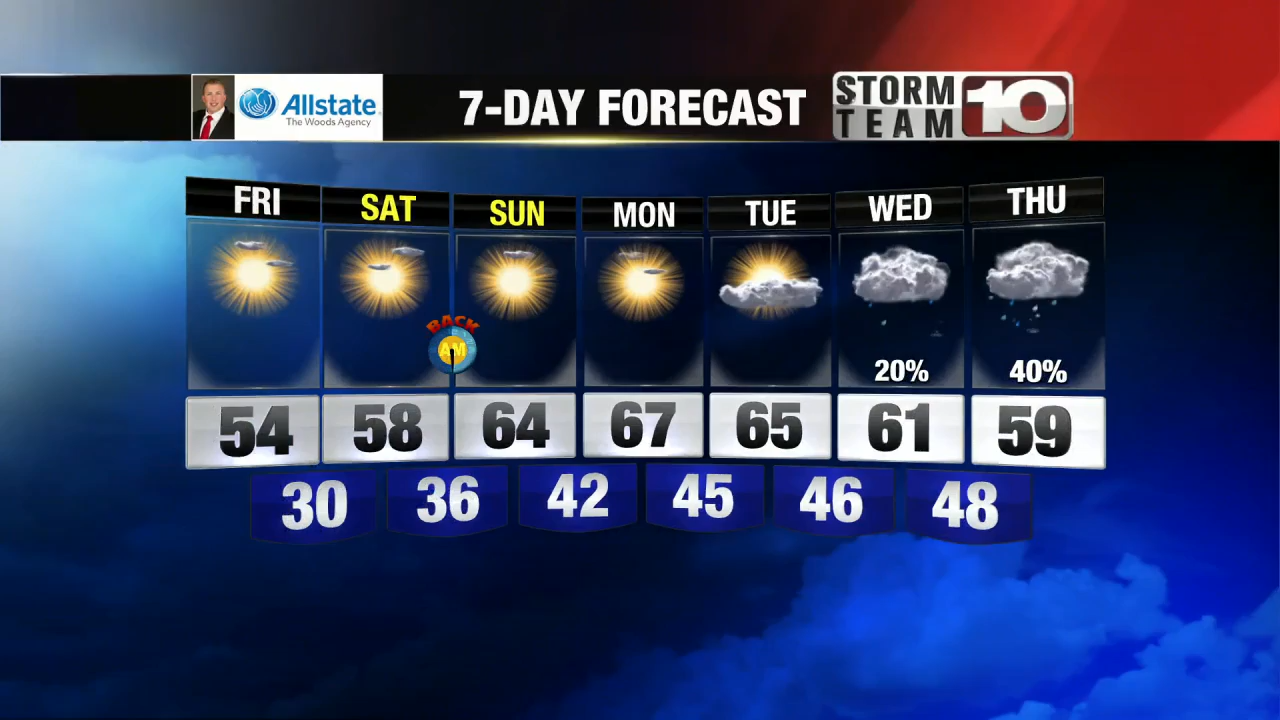 Allstate
The Woods Agency
7-DAY FORECAST
STORM
TEAM
10
FRI SAT SUN MON TUE WED THU
BACK
AM
20% 40%
54 58 64 67 65 61 59
30 36 42 45 46 48